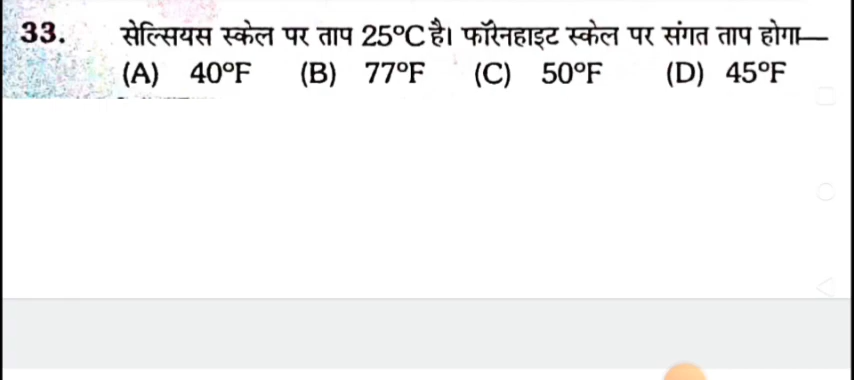 33. सेल्सियस स्केल पर ताप 25°C है। फॉरेनहाइट स्केल पर संगत ताप होगा—
(A) 40°F (B) 77°F (C) 50°F (D) 45°F